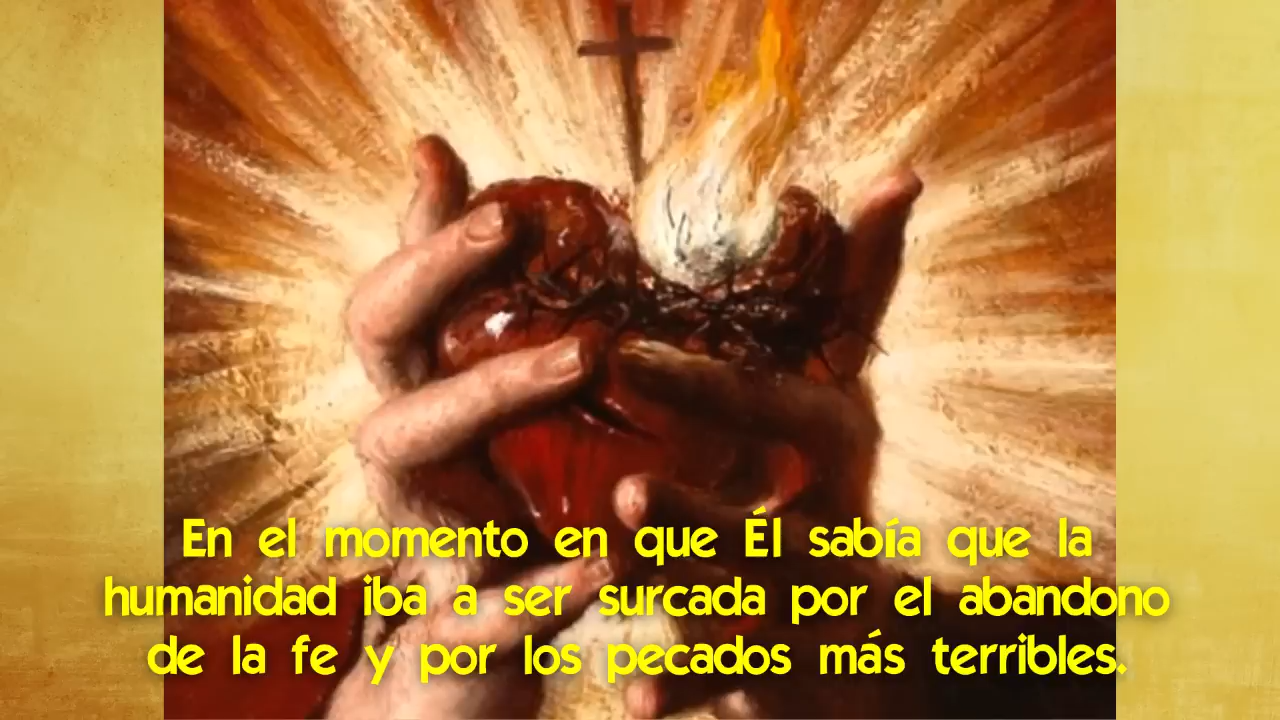 En el momento en que Él sabía que la
humanidad iba a ser surcada por el abandono
de la fe y por los pecados más terribles.